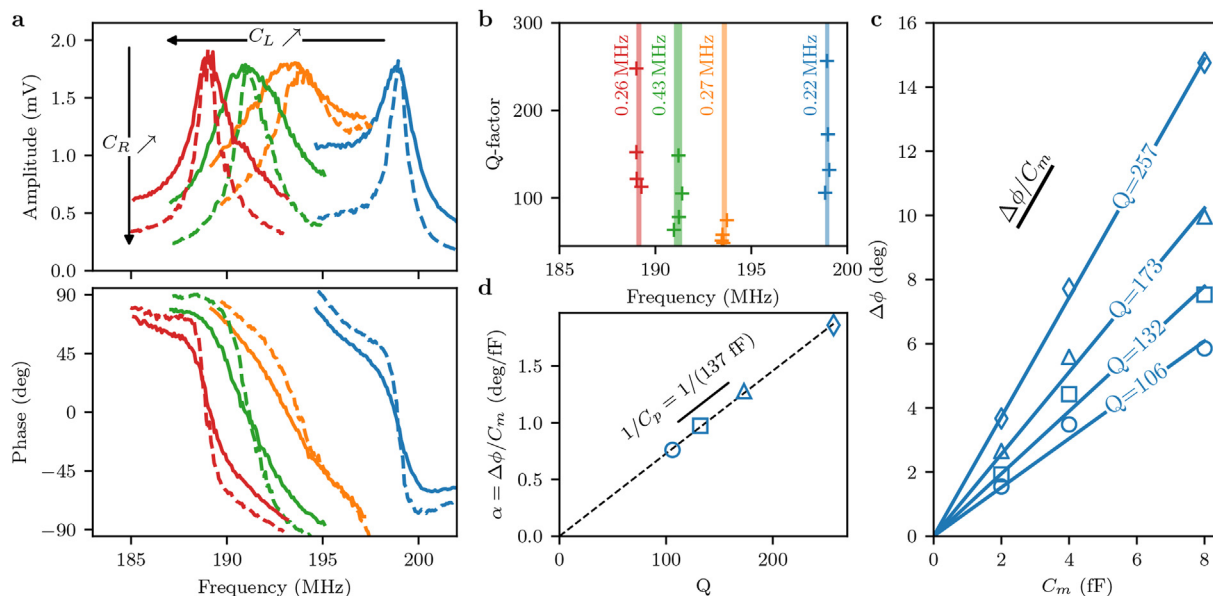 a
2.0
1.5
1.0
0.5
0.0
Amplitude (mV)
C_L ↗
C_R ↗
90
45
0
−45
−90
Phase (deg)
185 190 195 200
Frequency (MHz)
b
300
200
100
Q-factor
0.26 MHz
0.43 MHz
0.27 MHz
0.22 MHz
185 190 195 200
Frequency (MHz)
d
1.5
1.0
0.5
0.0
α = Δϕ/C_m (deg/fF)
1/C_p = 1/(137 fF)
0 100 200
Q
c
16
14
12
10
8
6
4
2
0
Δϕ (deg)
Δϕ/C_m
Q=257
Q=173
Q=132
Q=106
0 2 4 6 8
C_m (fF)